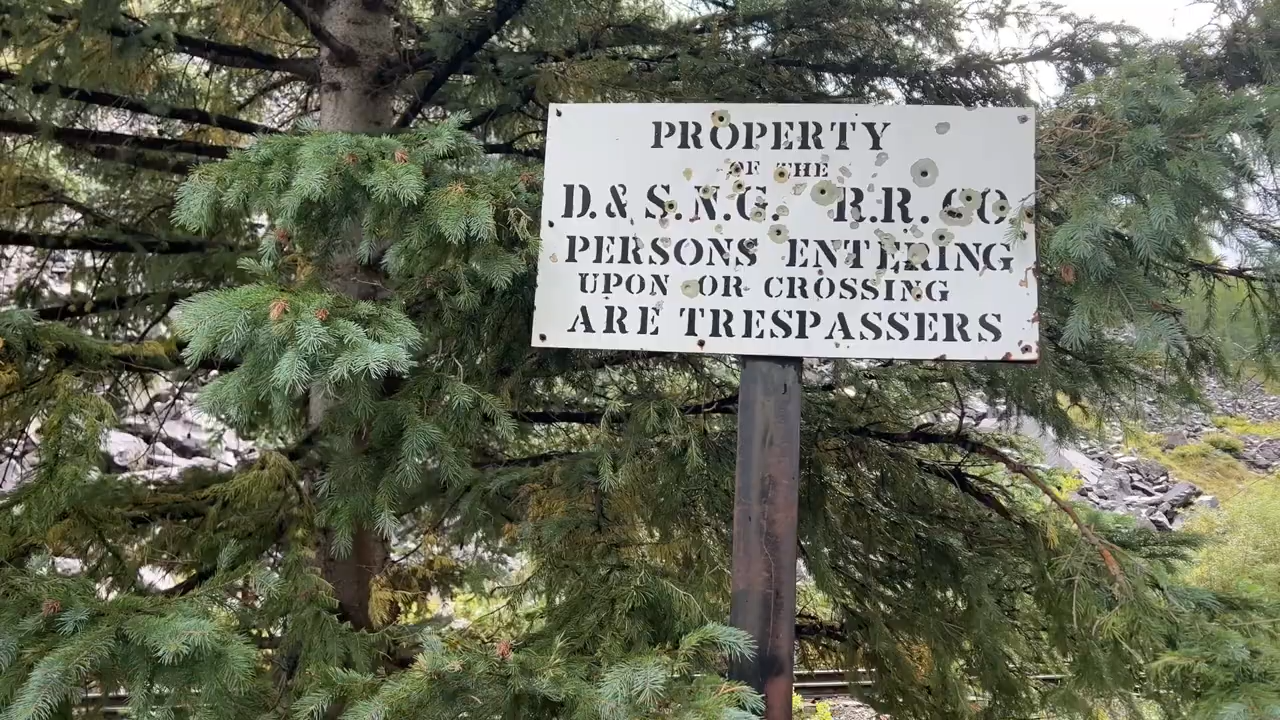 PROPERTY
OF THE
D. & S.N.G. R.R. CO.
PERSONS ENTERING
UPON OR CROSSING
ARE TRESPASSERS